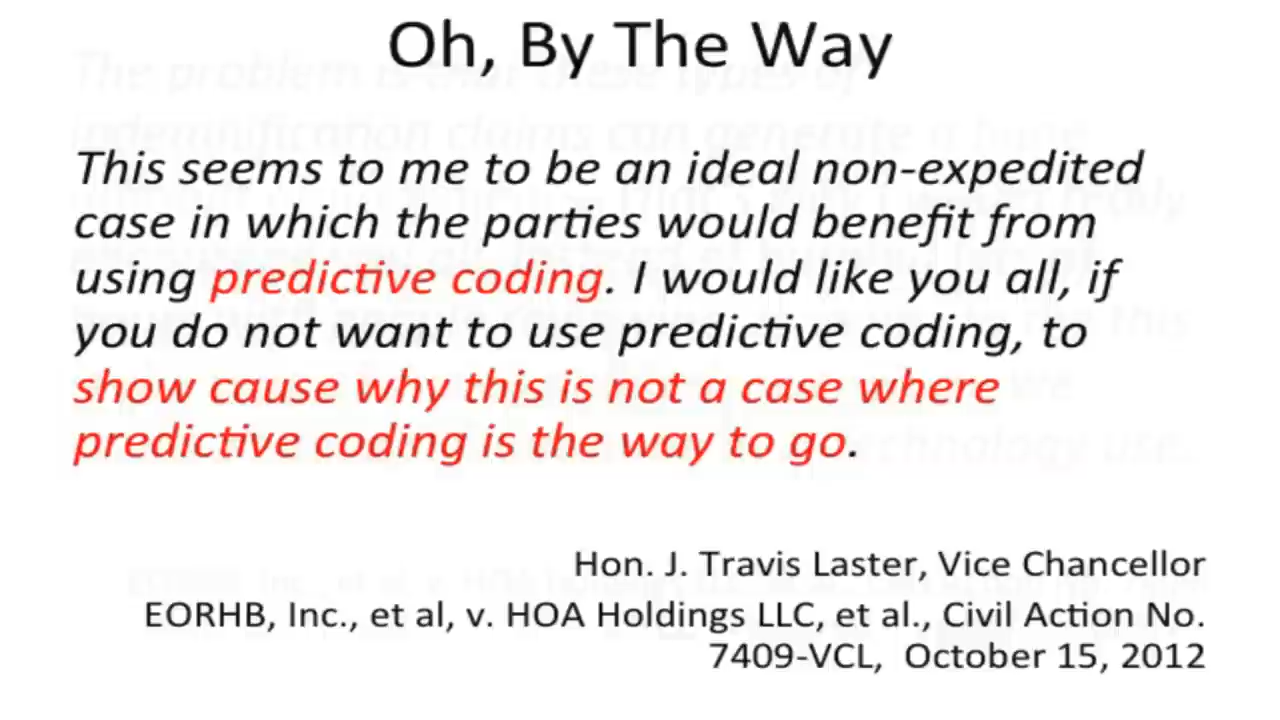 Oh, By The Way
This seems to me to be an ideal non-expedited
case in which the parties would benefit from
using predictive coding. I would like you all, if
you do not want to use predictive coding, to
show cause why this is not a case where
predictive coding is the way to go.
Hon. J. Travis Laster, Vice Chancellor
EORHB, Inc., et al, v. HOA Holdings LLC, et al., Civil Action No.
7409-VCL, October 15, 2012